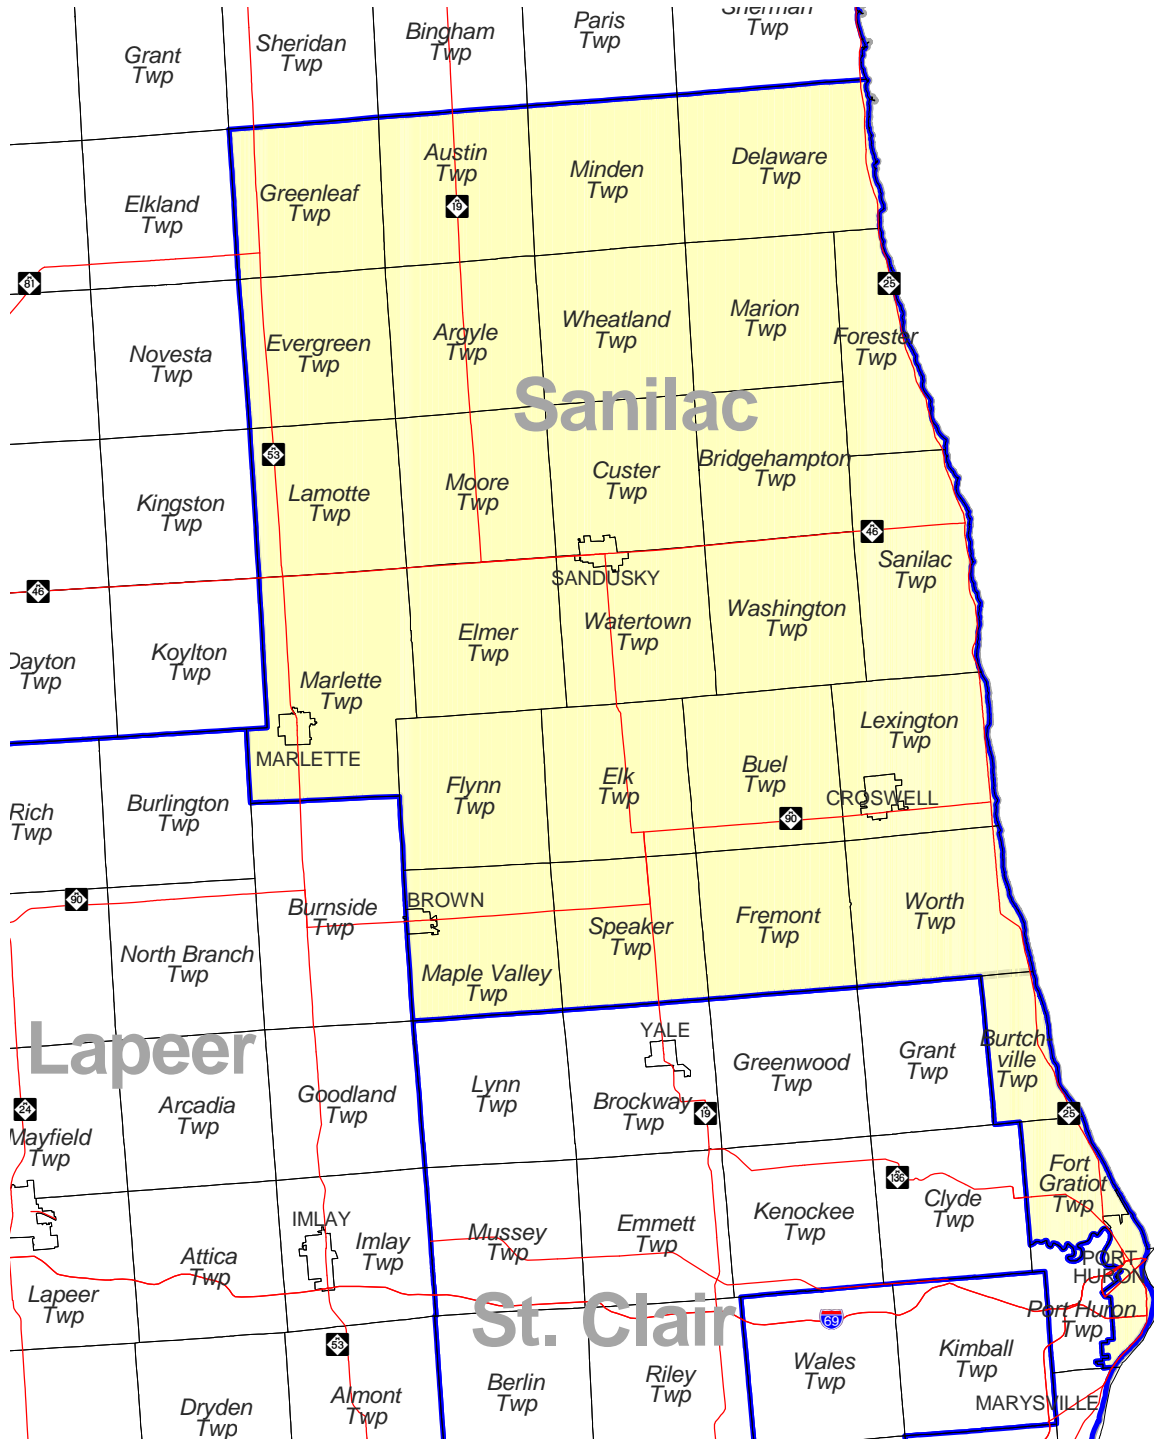 Grant
Twp
Sheridan
Twp
Bingham
Twp
Paris
Twp
Sherman
Twp
Elkland
Twp
Greenleaf
Twp
Austin
Twp
19
Minden
Twp
Delaware
Twp
81
25
Novesta
Twp
Evergreen
Twp
Argyle
Twp
Wheatland
Twp
Marion
Twp
Forester
Twp
Sanilac
53
Kingston
Twp
Lamotte
Twp
Moore
Twp
Custer
Twp
Bridgehampton
Twp
46
Sanilac
Twp
SANDUSKY
46
Dayton
Twp
Koylton
Twp
Marlette
Twp
Elmer
Twp
Watertown
Twp
Washington
Twp
MARLETTE
Lexington
Twp
Rich
Twp
Burlington
Twp
Flynn
Twp
Elk
Twp
Buel
Twp
CROSWELL
90
90
Burnside
Twp
BROWN
North Branch
Twp
Maple Valley
Twp
Speaker
Twp
Fremont
Twp
Worth
Twp
Lapeer
YALE
Lynn
Twp
Brockway
Twp
19
Greenwood
Twp
Grant
Twp
Burtch-
ville
Twp
25
24
Mayfield
Twp
Arcadia
Twp
Goodland
Twp
136
Fort
Gratiot
Twp
IMLAY
Attica
Twp
Imlay
Twp
Mussey
Twp
Emmett
Twp
Kenockee
Twp
Clyde
Twp
PORT
HURON
Lapeer
Twp
St. Clair
69
Port Huron
Twp
53
Dryden
Twp
Almont
Twp
Berlin
Twp
Riley
Twp
Wales
Twp
Kimball
Twp
MARYSVILLE